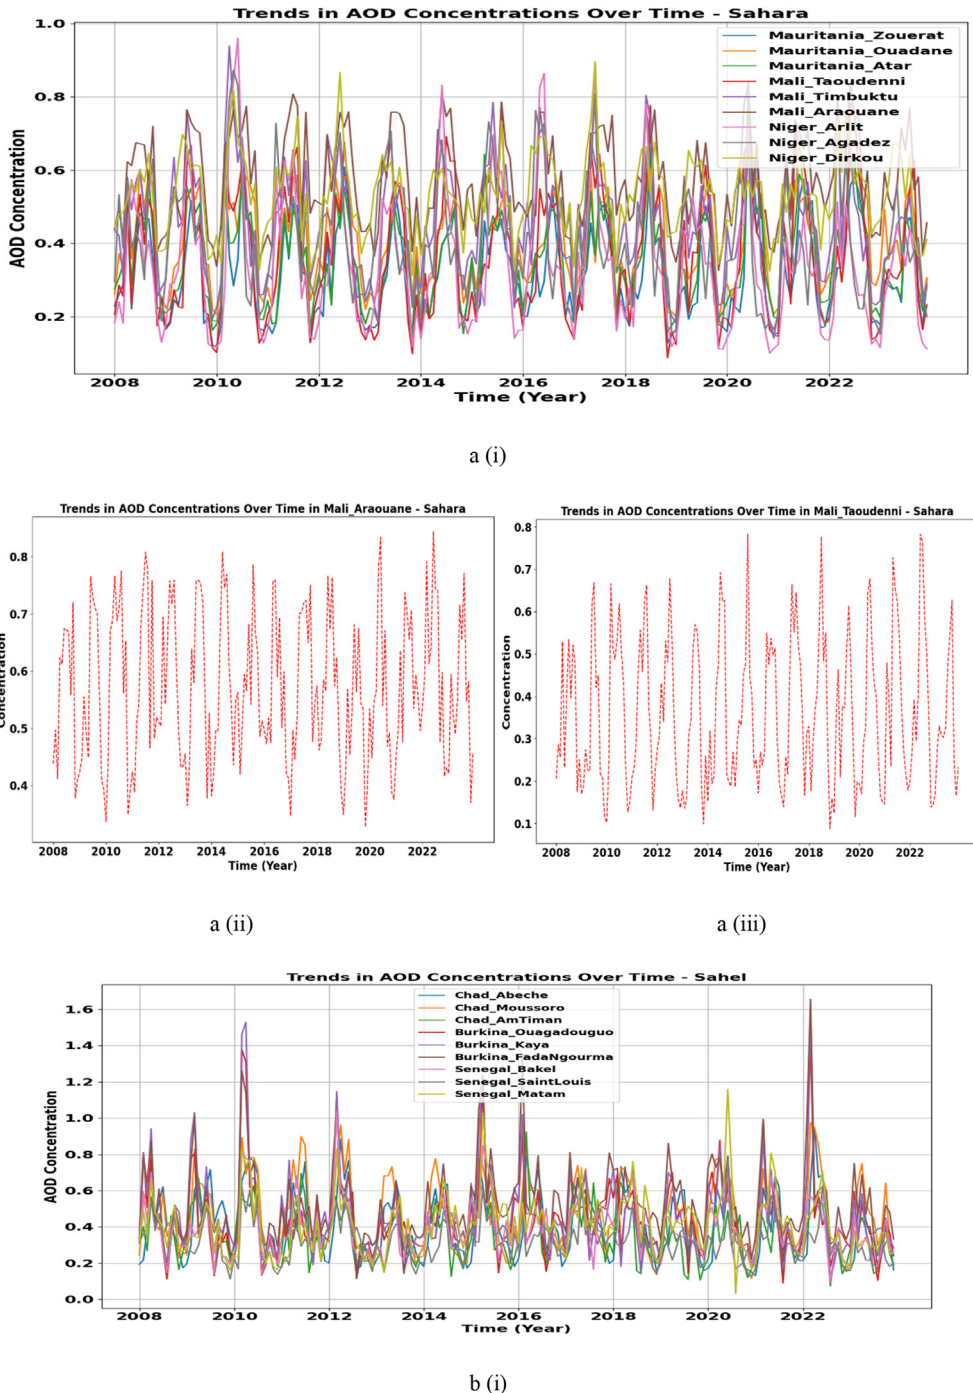 Trends in AOD Concentrations Over Time - Sahara
1.0
0.8
0.6
0.4
0.2
AOD Concentration
Mauritania_Zouerat
Mauritania_Ouadane
Mauritania_Atar
Mali_Taoudenni
Mali_Timbuktu
Mali_Araouane
Niger_Arlit
Niger_Agadez
Niger_Dirkou
2008 2010 2012 2014 2016 2018 2020 2022
Time (Year)
a (i)
Trends in AOD Concentrations Over Time in Mali_Araouane - Sahara
0.8
0.7
0.6
0.5
0.4
Concentration
2008 2010 2012 2014 2016 2018 2020 2022
Time (Year)
a (ii)
Trends in AOD Concentrations Over Time in Mali_Taoudenni - Sahara
0.8
0.7
0.6
0.5
0.4
0.3
0.2
0.1
Concentration
2008 2010 2012 2014 2016 2018 2020 2022
Time (Year)
a (iii)
Trends in AOD Concentrations Over Time - Sahel
1.6
1.4
1.2
1.0
0.8
0.6
0.4
0.2
0.0
AOD Concentration
Chad_Abeche
Chad_Moussoro
Chad_AmTiman
Burkina_Ouagadouguo
Burkina_Kaya
Burkina_FadaNgourma
Senegal_Bakel
Senegal_SaintLouis
Senegal_Matam
2008 2010 2012 2014 2016 2018 2020 2022
Time (Year)
b (i)